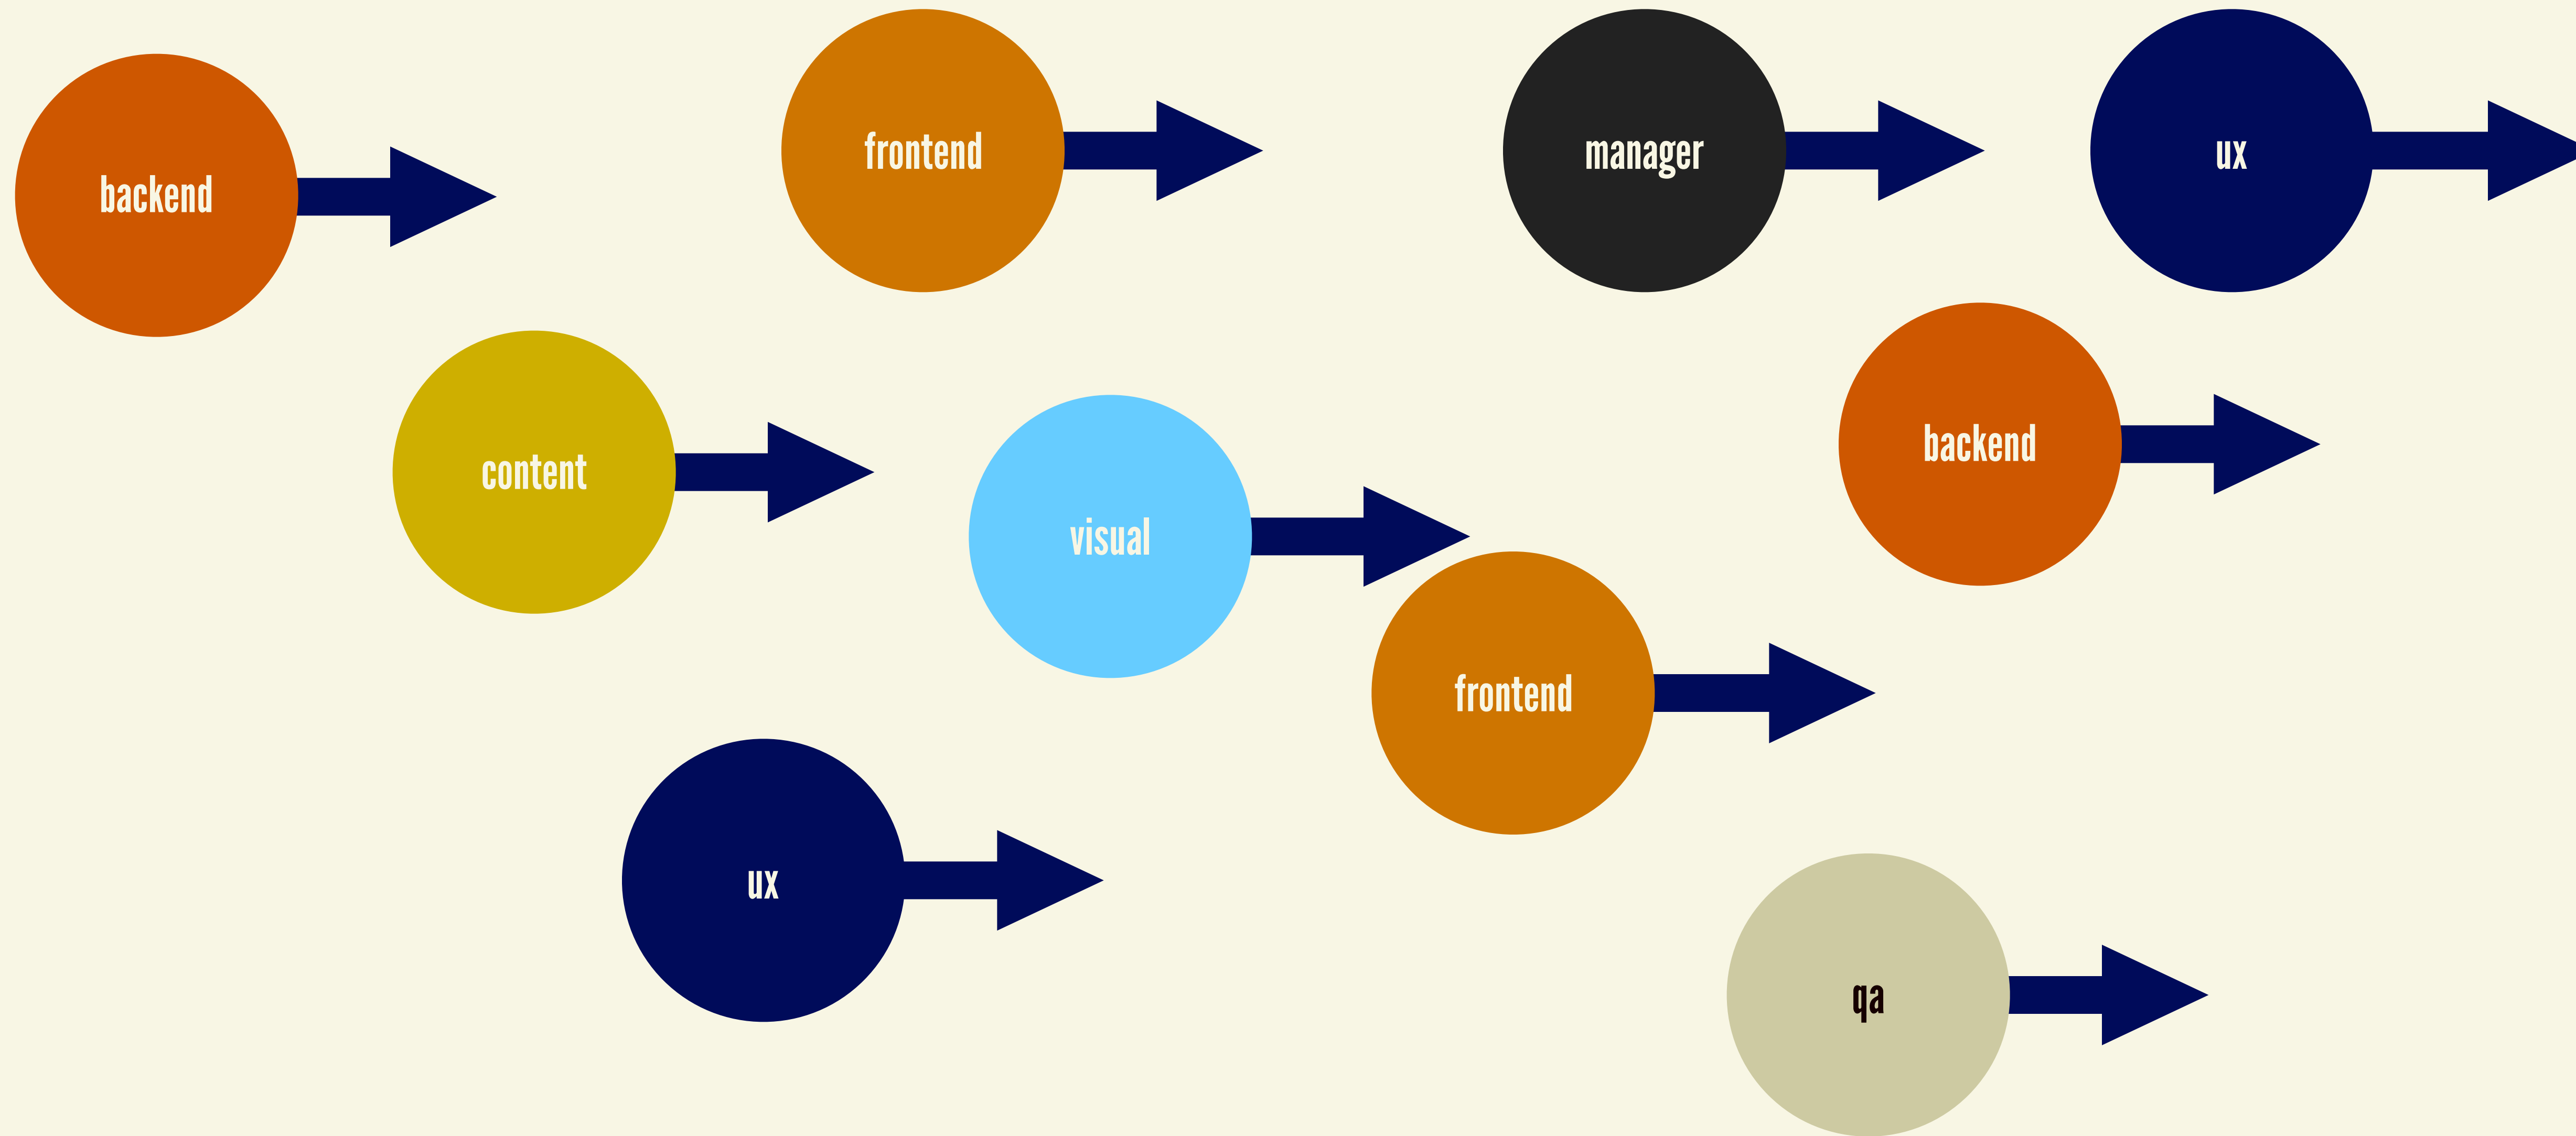 backend
frontend
manager
ux
content
visual
backend
frontend
ux
qa